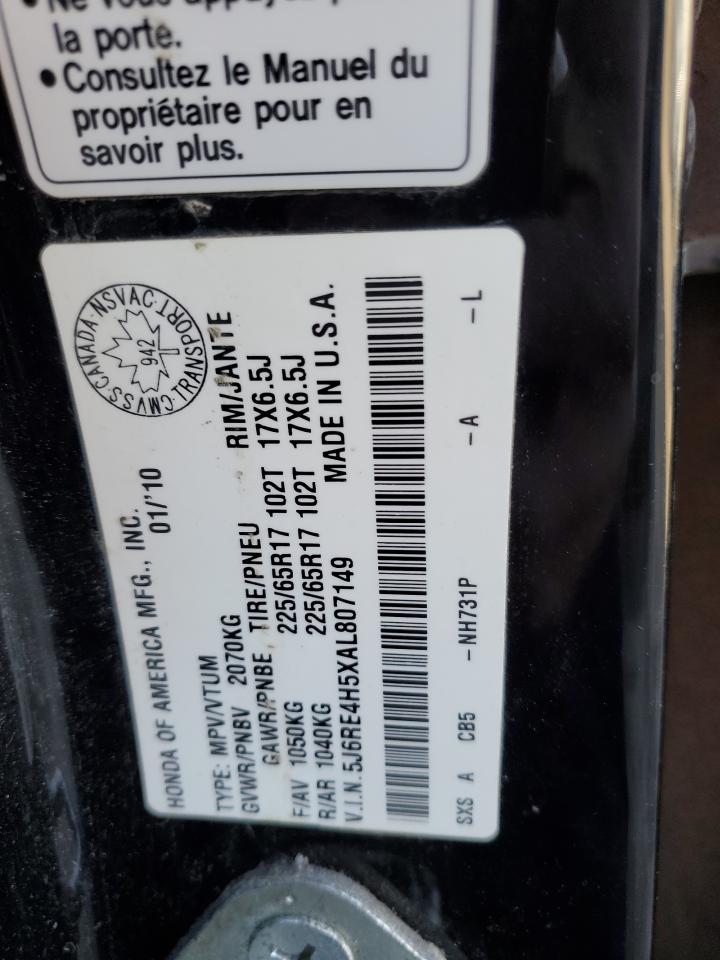 la porte.
• Consultez le Manuel du
propriétaire pour en
savoir plus.
CMVSS·CANADA·NSVAC·TRANSPORT
942
HONDA OF AMERICA MFG., INC.
01/'10
TYPE: MPV/VTUM
GVWR/PNBV 2070KG
GAWR/PNBE TIRE/PNEU RIM/JANTE
F/AV 1050KG 225/65R17 102T 17X6.5J
R/AR 1040KG 225/65R17 102T 17X6.5J
V.I.N. 5J6RE4H5XAL807149 MADE IN U.S.A.
SXS A CB5 -NH731P -A -L